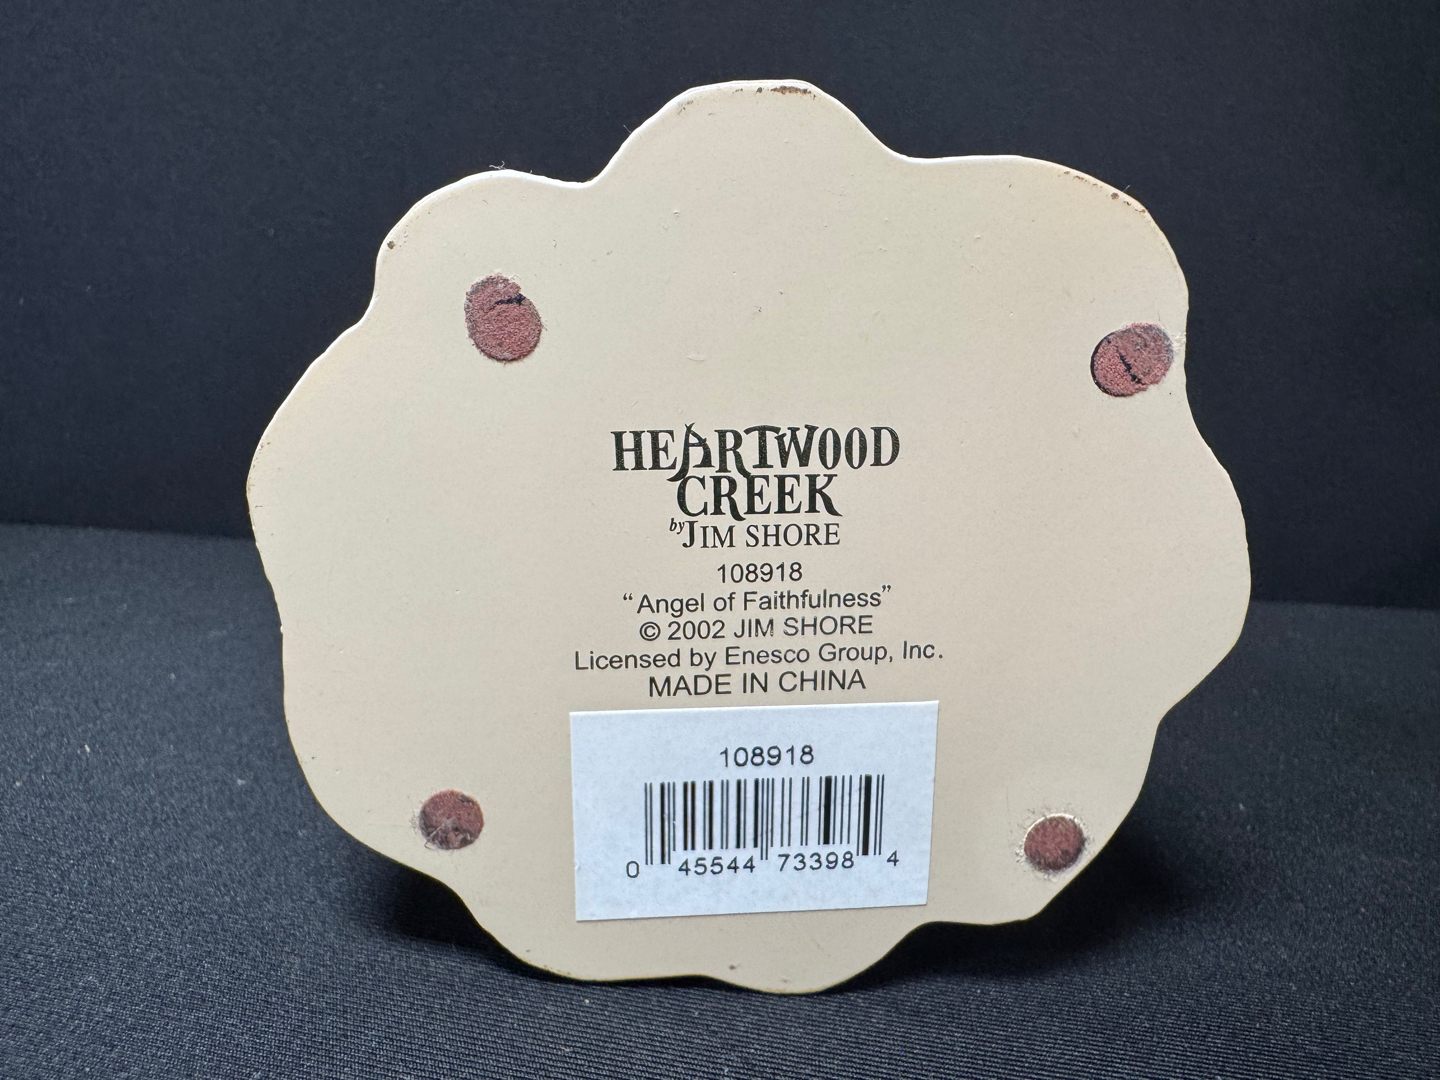 HEARTWOOD
CREEK
by JIM SHORE
108918
“Angel of Faithfulness”
© 2002 JIM SHORE
Licensed by Enesco Group, Inc.
MADE IN CHINA
108918
0 45544 73398 4